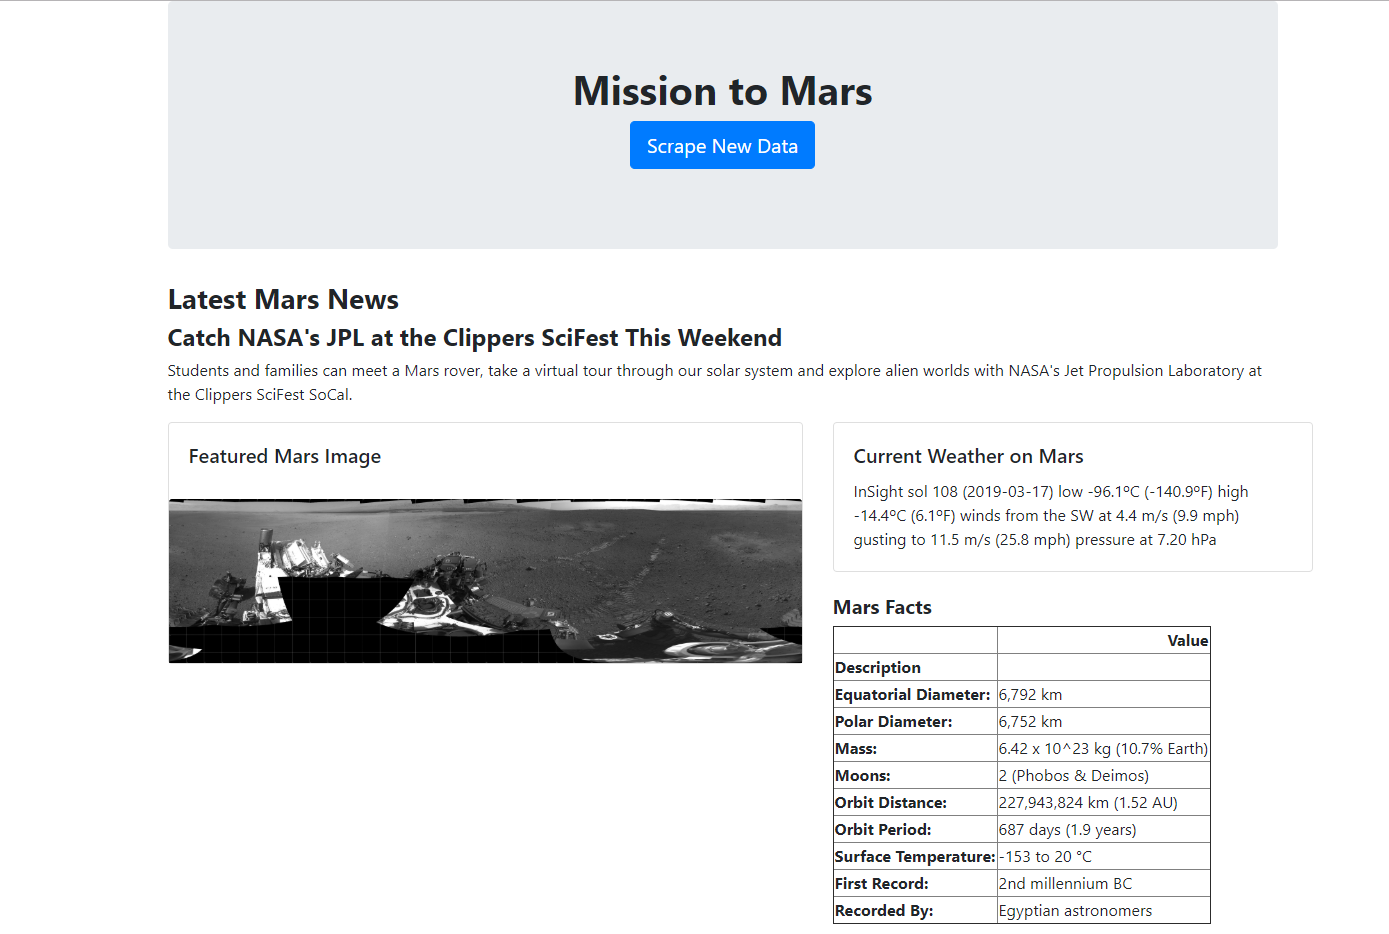 Mission to Mars
Scrape New Data
Latest Mars News
Catch NASA's JPL at the Clippers SciFest This Weekend
Students and families can meet a Mars rover, take a virtual tour through our solar system and explore alien worlds with NASA's Jet Propulsion Laboratory at
the Clippers SciFest SoCal.
Featured Mars Image
Current Weather on Mars
InSight sol 108 (2019-03-17) low -96.1ºC (-140.9ºF) high
-14.4ºC (6.1ºF) winds from the SW at 4.4 m/s (9.9 mph)
gusting to 11.5 m/s (25.8 mph) pressure at 7.20 hPa
Mars Facts
Value
Description
Equatorial Diameter: 6,792 km
Polar Diameter: 6,752 km
Mass: 6.42 x 10^23 kg (10.7% Earth)
Moons: 2 (Phobos & Deimos)
Orbit Distance: 227,943,824 km (1.52 AU)
Orbit Period: 687 days (1.9 years)
Surface Temperature: -153 to 20 °C
First Record: 2nd millennium BC
Recorded By: Egyptian astronomers